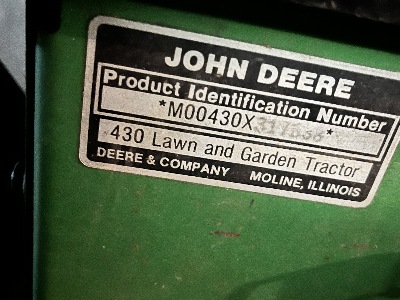 JOHN DEERE
Product Identification Number
*M00430X
430 Lawn and Garden Tractor
DEERE & COMPANY MOLINE, ILLINOIS